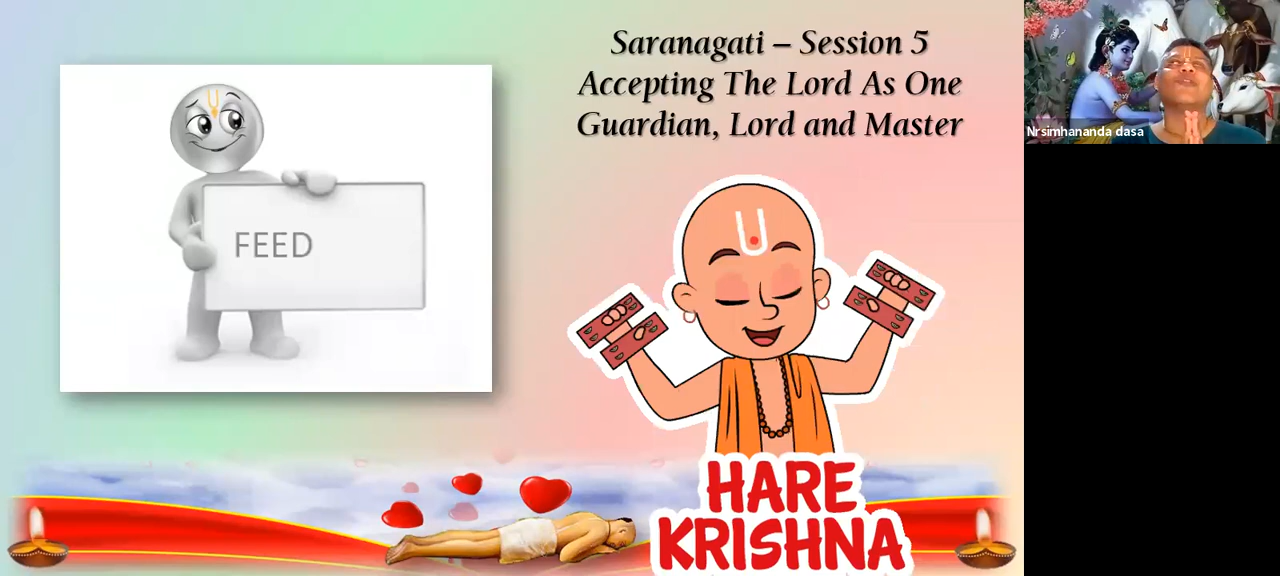 Saranagati – Session 5
Accepting The Lord As One
Guardian, Lord and Master
FEED
HARE
KRISHNA
Nrsimhananda dasa